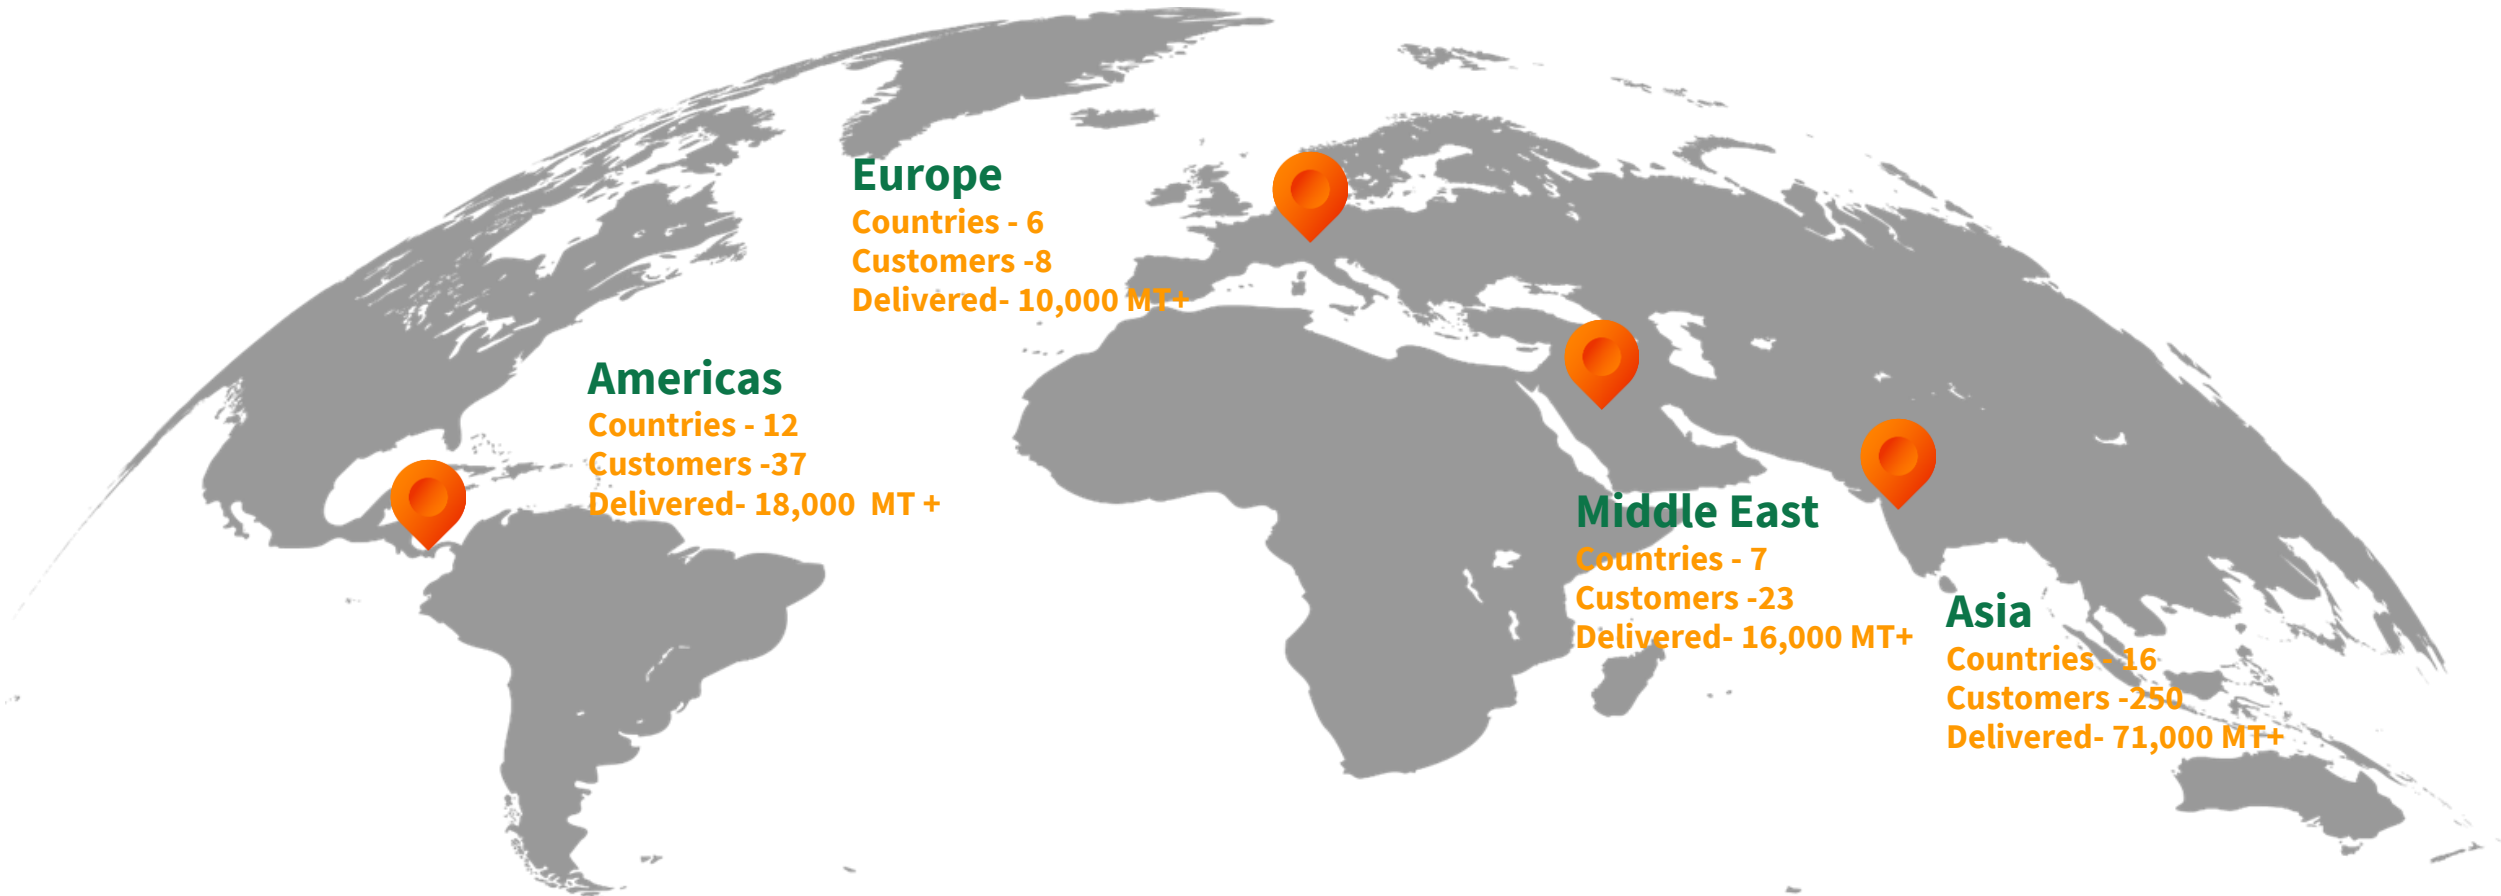 Europe
Countries - 6
Customers -8
Delivered- 10,000 MT+
Americas
Countries - 12
Customers -37
Delivered- 18,000  MT +
Middle East
Countries - 7
Customers -23
Delivered- 16,000 MT+
Asia
Countries - 16
Customers -250
Delivered- 71,000 MT+